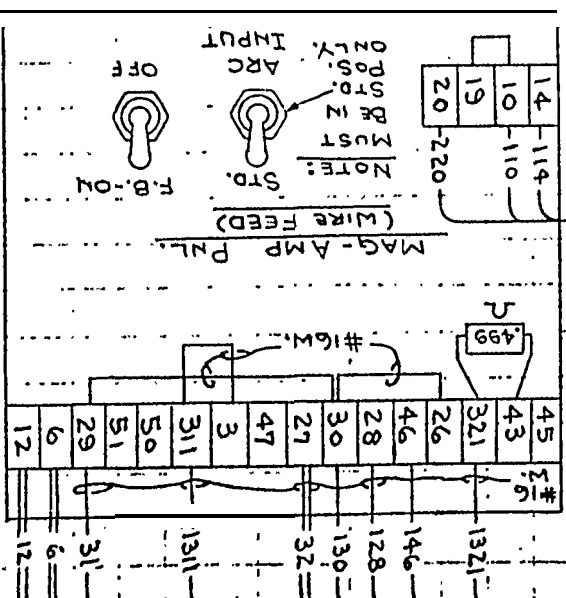 MAG-AMP PNL.
(WIRE FEED)
NOTE:
MUST
BE IN
STD.
POS.
ONLY.
STD.
ARC
INPUT
F.B.-ON
OFF
20 19 10 14
220 110 114
#16W.
.499
Ω
12 6 29 51 50 311 3 47 27 30 28 46 26 321 43 45
#16
12 6 31 1311 32 130 128 146 1321